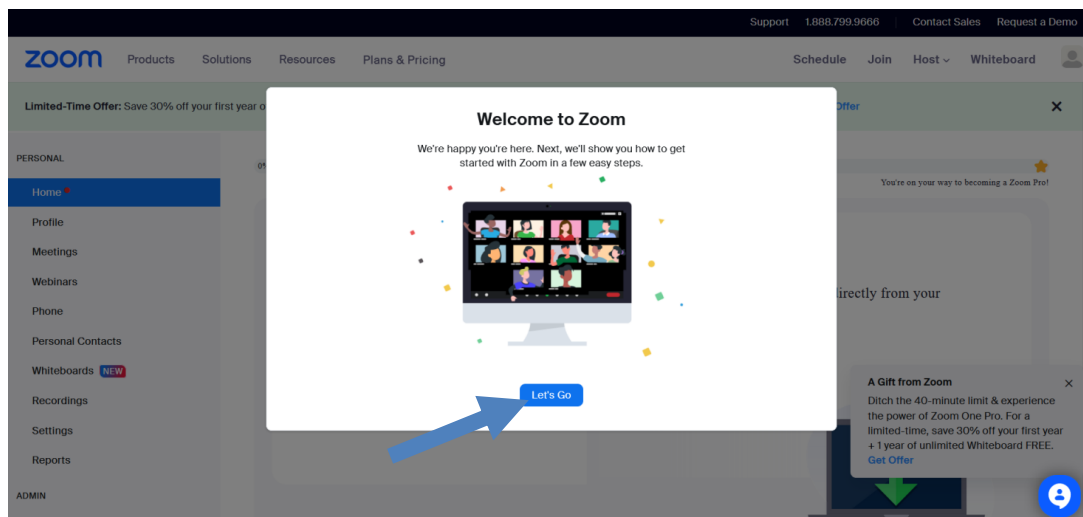 Support 1.888.799.9666 Contact Sales Request a Demo
zoom Products Solutions Resources Plans & Pricing Schedule Join Host Whiteboard
Limited-Time Offer: Save 30% off your first year o
Offer
Welcome to Zoom
We're happy you're here. Next, we'll show you how to get
started with Zoom in a few easy steps.
Let's Go
PERSONAL
Home
Profile
Meetings
Webinars
Phone
Personal Contacts
Whiteboards NEW
Recordings
Settings
Reports
ADMIN
You're on your way to becoming a Zoom Pro!
directly from your
A Gift from Zoom
Ditch the 40-minute limit & experience
the power of Zoom One Pro. For a
limited-time, save 30% off your first year
+ 1 year of unlimited Whiteboard FREE.
Get Offer